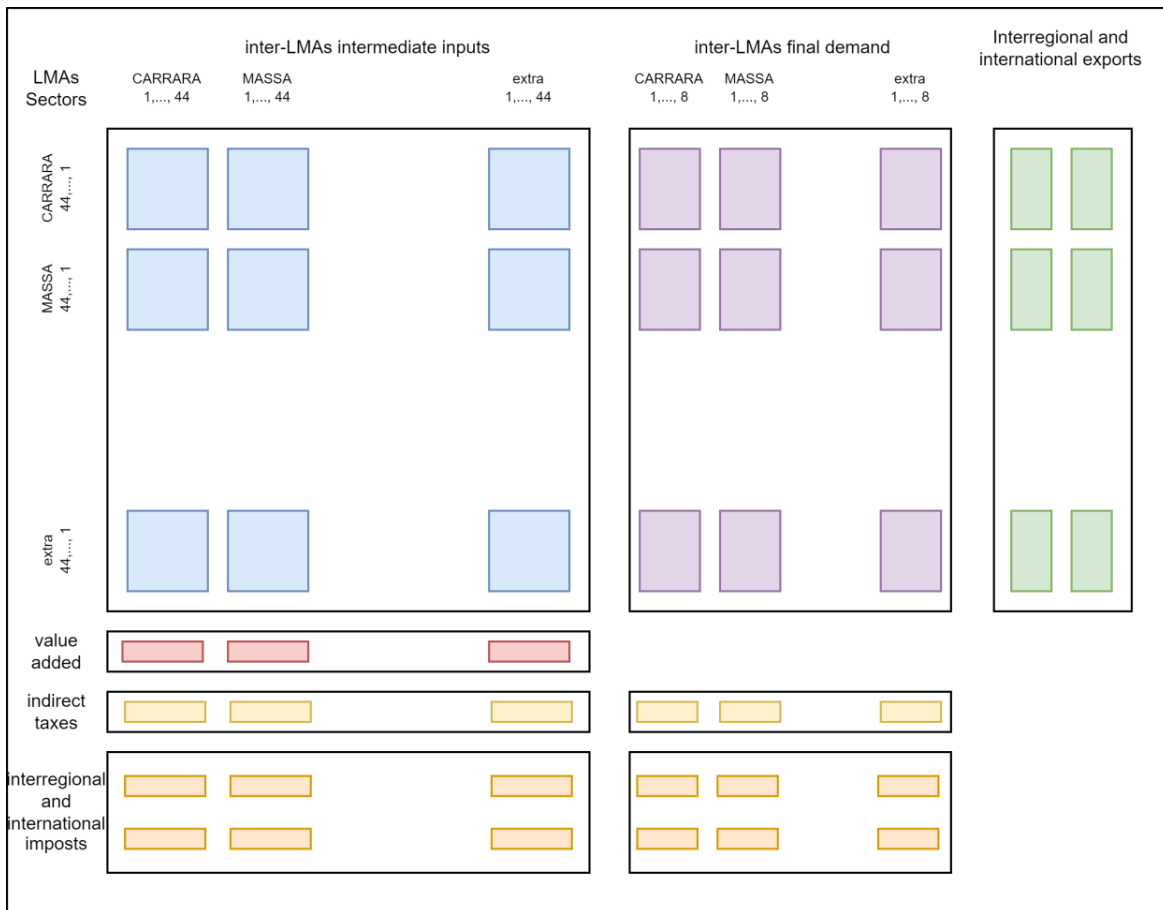 inter-LMAs intermediate inputs
inter-LMAs final demand
Interregional and
international exports
LMAs
Sectors
CARRARA
1,..., 44
MASSA
1,..., 44
extra
1,..., 44
CARRARA
1,..., 8
MASSA
1,..., 8
extra
1,..., 8
CARRARA
44,..., 1
MASSA
44,..., 1
extra
44,..., 1
value
added
indirect
taxes
interregional
and
international
imposts